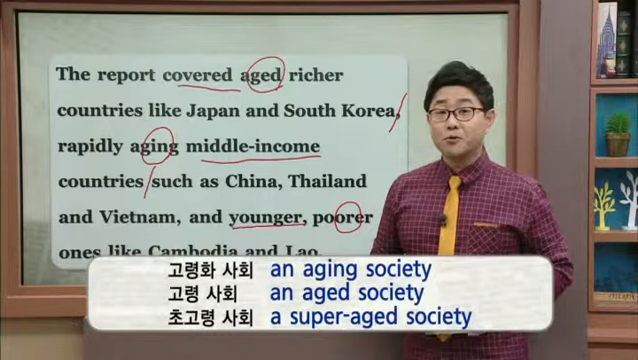 The report covered aged richer
countries like Japan and South Korea,
rapidly aging middle-income
countries such as China, Thailand
and Vietnam, and younger, poorer
ones like Cambodia and Lao
고령화 사회 an aging society
고령 사회 an aged society
초고령 사회 a super-aged society